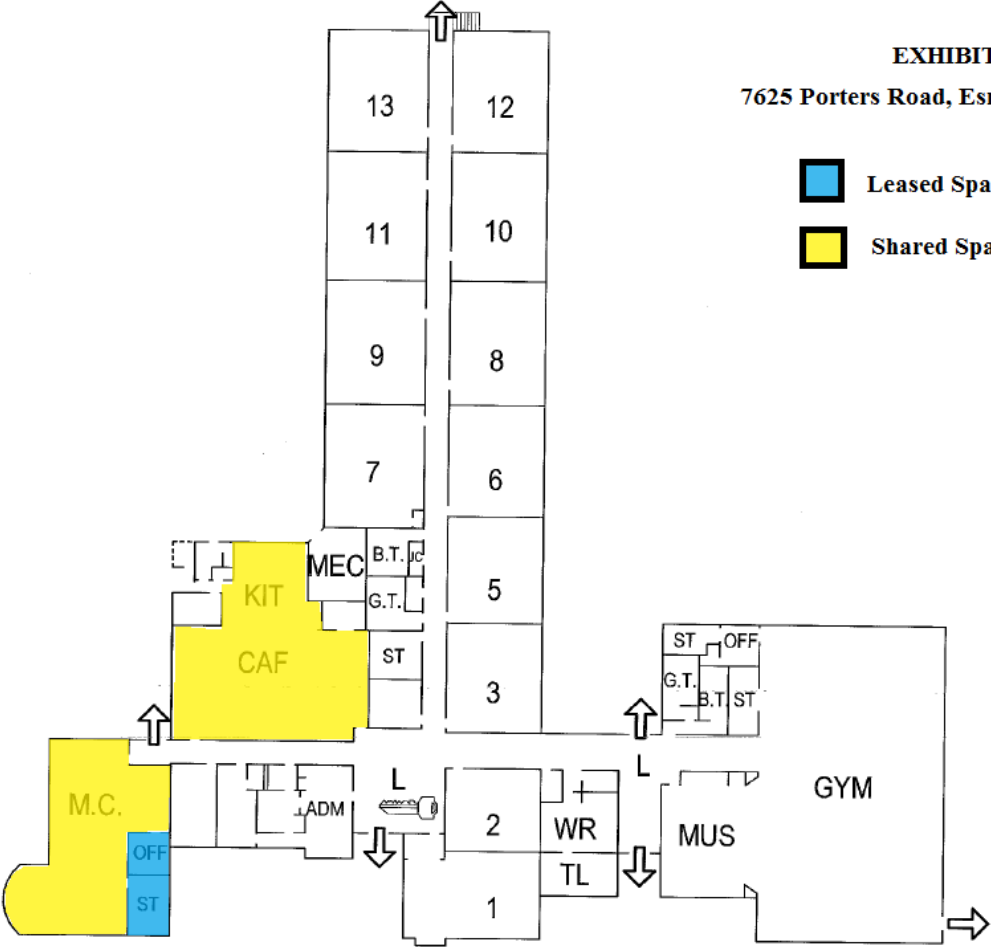 EXHIBIT
7625 Porters Road, Esm
Leased Spa
Shared Spa
13
12
11
10
9
8
7
6
MEC
B.T.
JC
KIT
G.T.
5
CAF
ST
3
ST
OFF
G.T.
B.T.
ST
L
L
M.C.
ADM
GYM
2
WR
MUS
OFF
TL
ST
1